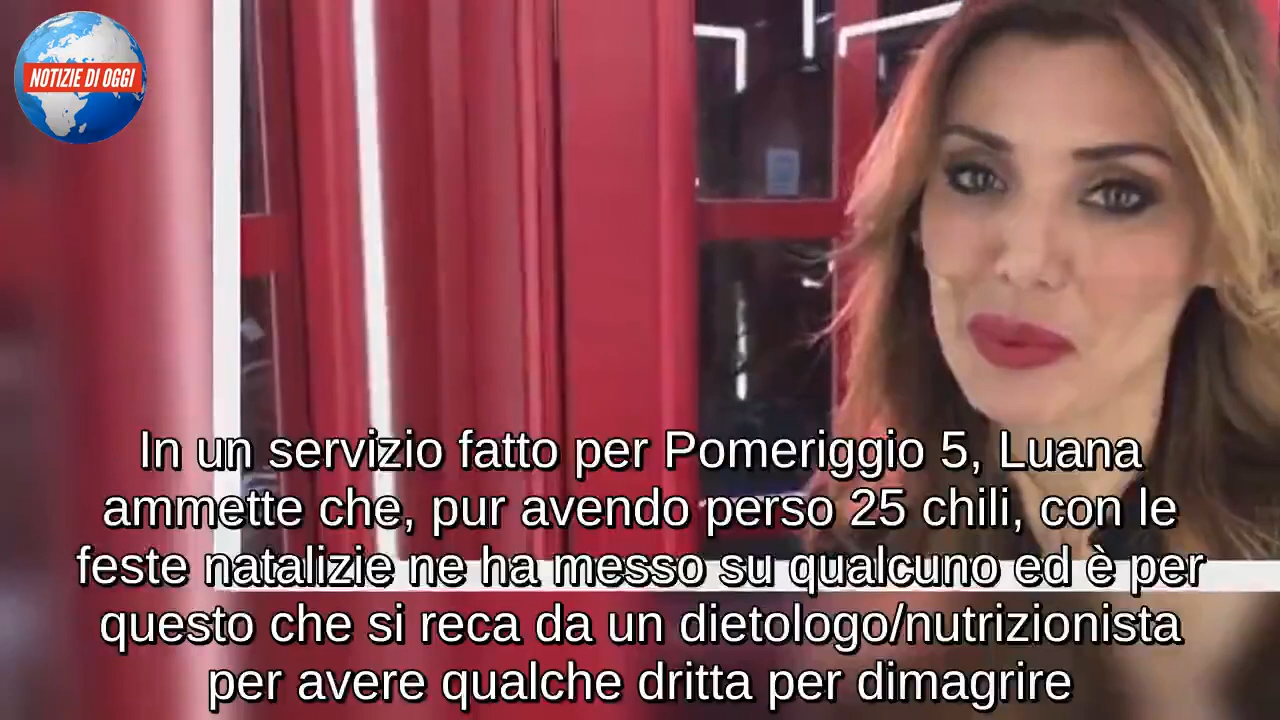 NOTIZIE DI OGGI
In un servizio fatto per Pomeriggio 5, Luana
ammette che, pur avendo perso 25 chili, con le
feste natalizie ne ha messo su qualcuno ed è per
questo che si reca da un dietologo/nutrizionista
per avere qualche dritta per dimagrire